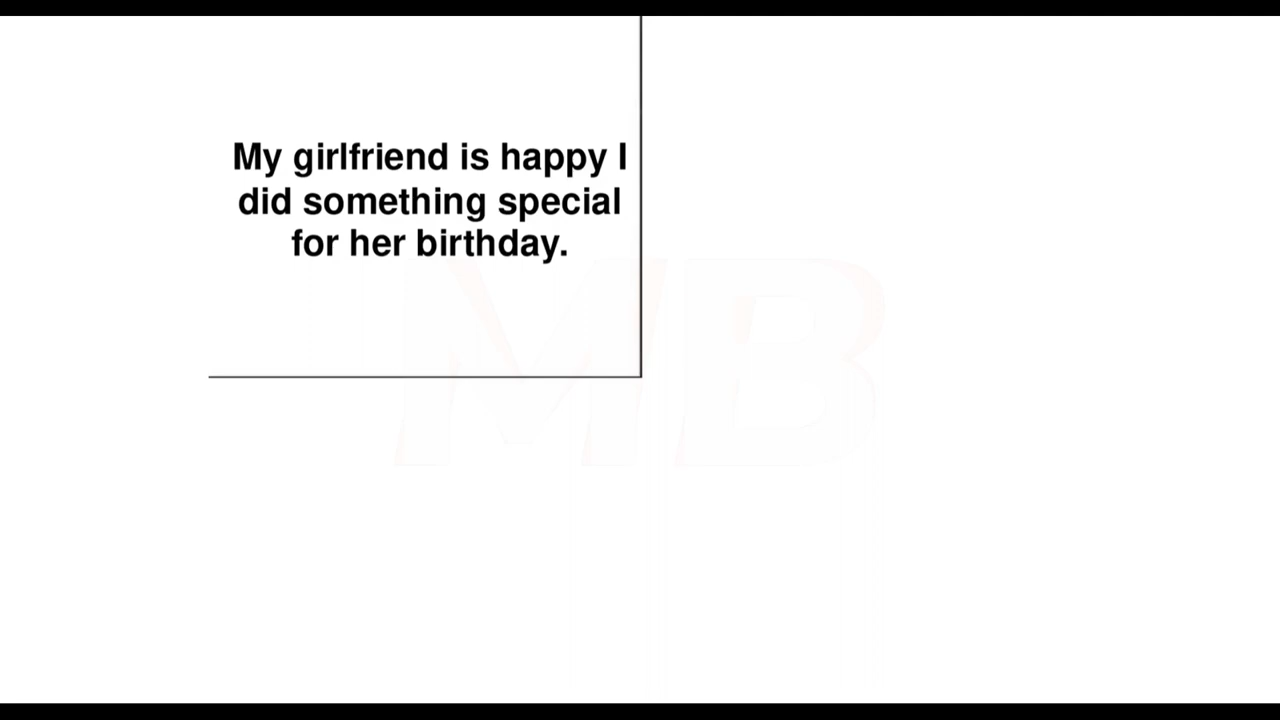 My girlfriend is happy I
did something special
for her birthday.
MB